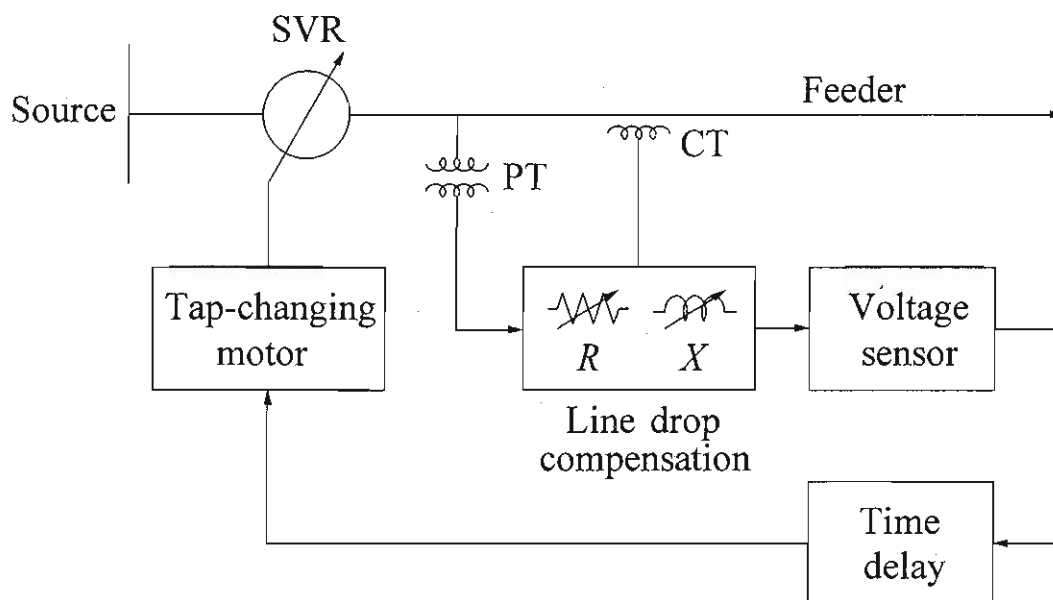 SVR
Source
Feeder
PT
CT
Tap-changing
motor
R
X
Voltage
sensor
Line drop
compensation
Time
delay